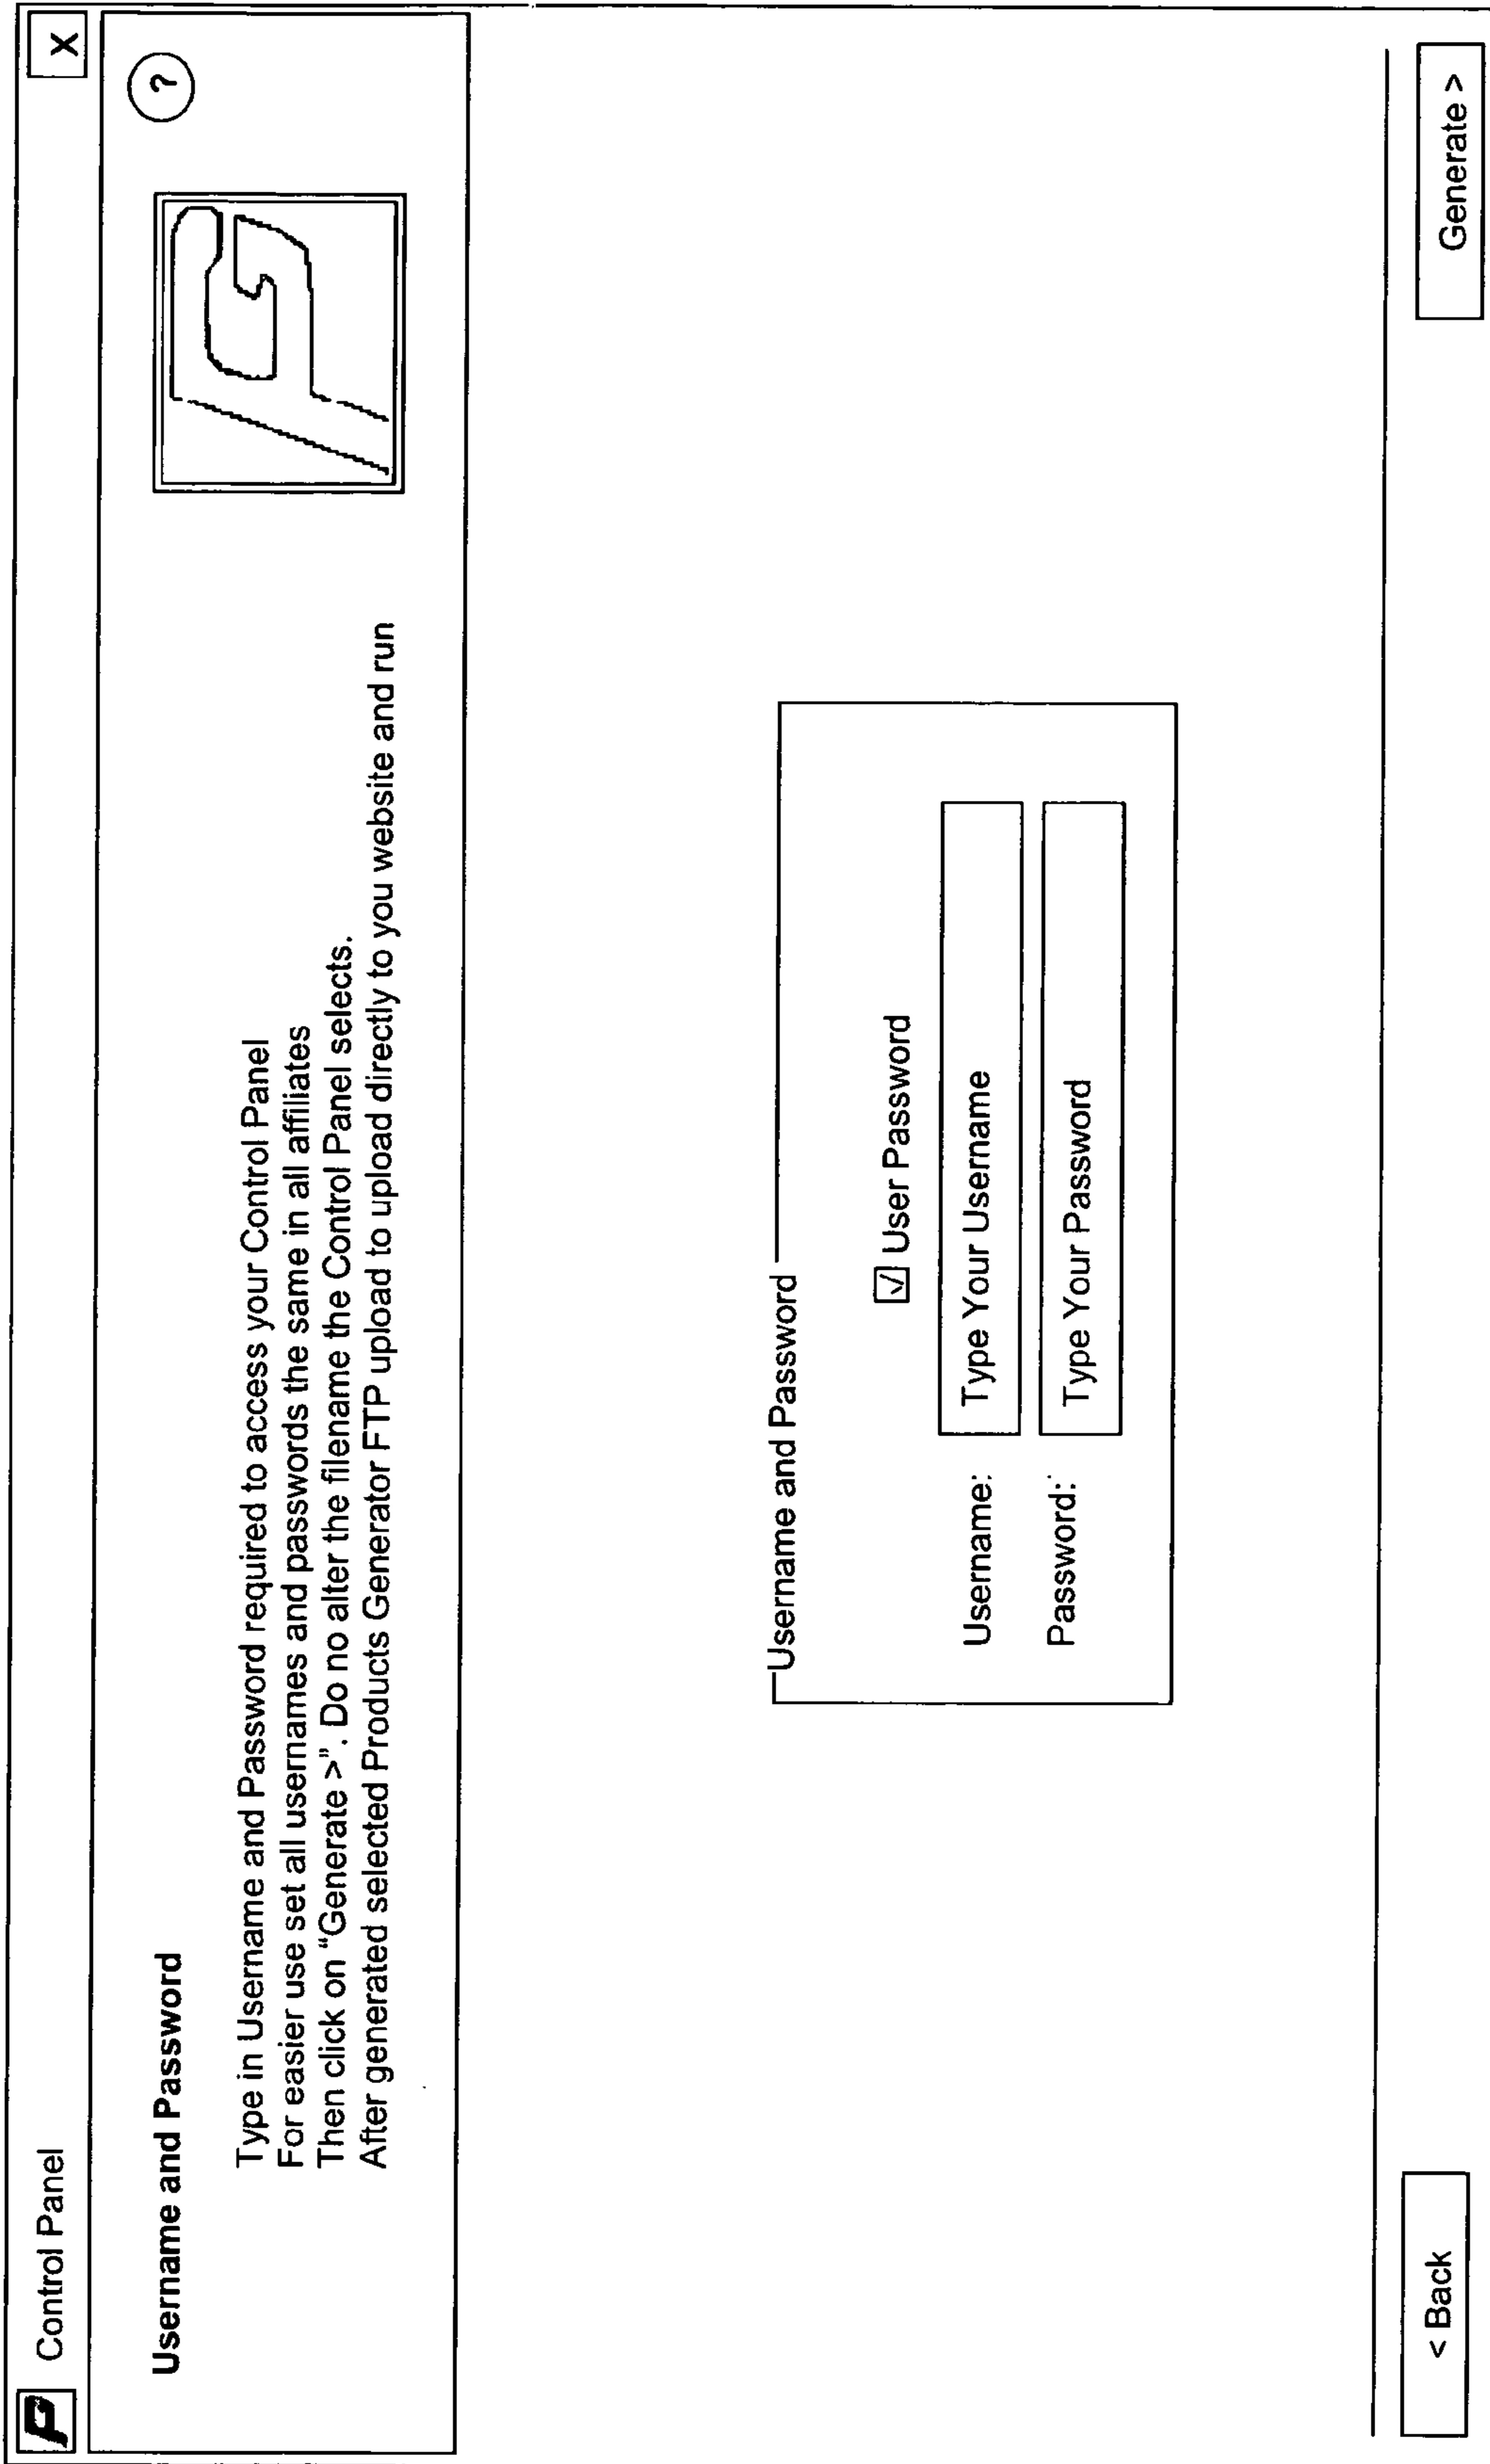 Control Panel
X
Username and Password
?
Type in Username and Password required to access your Control Panel
For easier use set all usernames and passwords the same in all affiliates
Then click on “Generate >”. Do no alter the filename the Control Panel selects.
After generated selected Products Generator FTP upload to upload directly to you website and run
Username and Password
User Password
Username: Type Your Username
Password: Type Your Password
< Back
Generate >